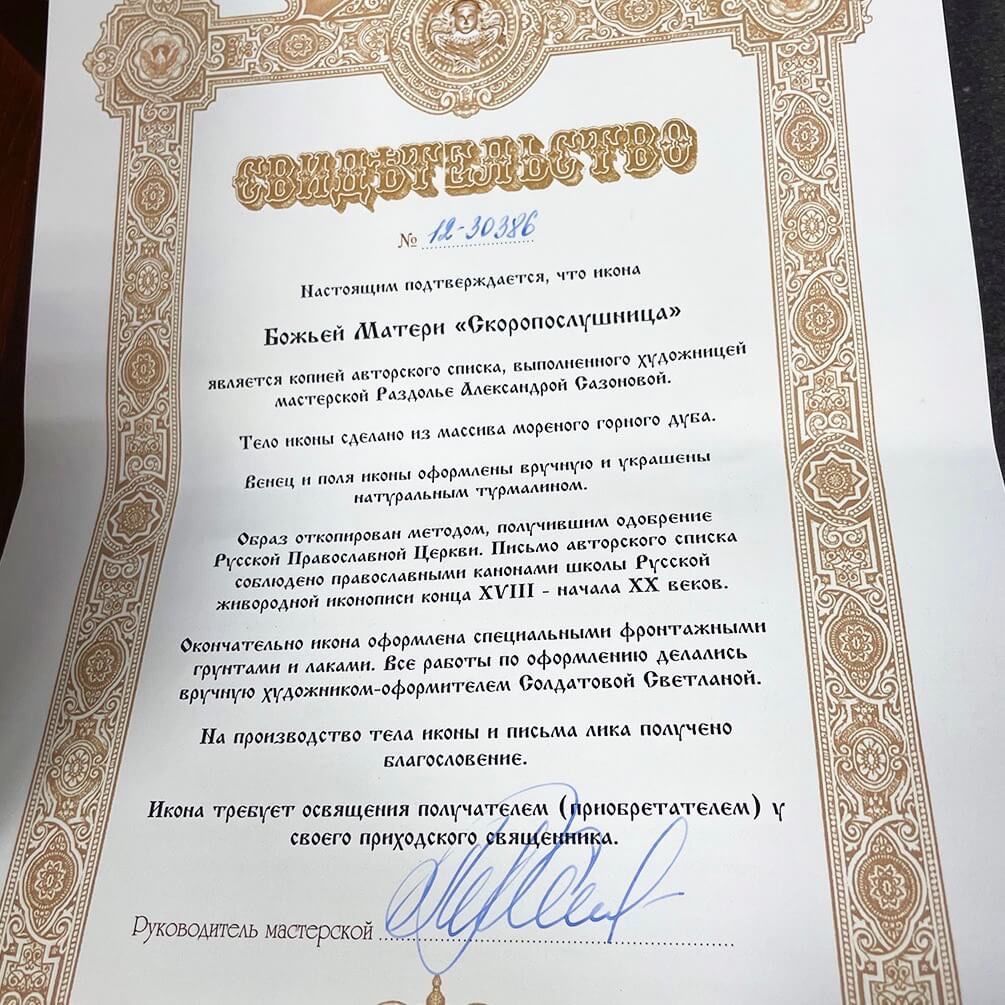 СВИДѢТЕЛЬСТВО
№ 12-30386
Настоящим подтверждается, что икона
Божьей Матери «Скоропослушница»
является копией авторского списка, выполненного художницей
мастерской Раздолье Александрой Сазоновой.
Тело иконы сделано из массива мореного горного дуба.
Венец и поля иконы оформлены вручную и украшены
натуральным турмалином.
Образ откопирован методом, получившим одобрение
Русской Православной Церкви. Письмо авторского списка
соблюдено православными канонами школы Русской
живородной иконописи конца XVIII - начала XX веков.
Окончательно икона оформлена специальными фронтажными
грунтами и лаками. Все работы по оформлению делались
вручную художником-оформителем Солдатовой Светланой.
На производство тела иконы и письма лика получено
благословение.
Икона требует освящения получателем (приобретателем) у
своего приходского священника.
Руководитель мастерской